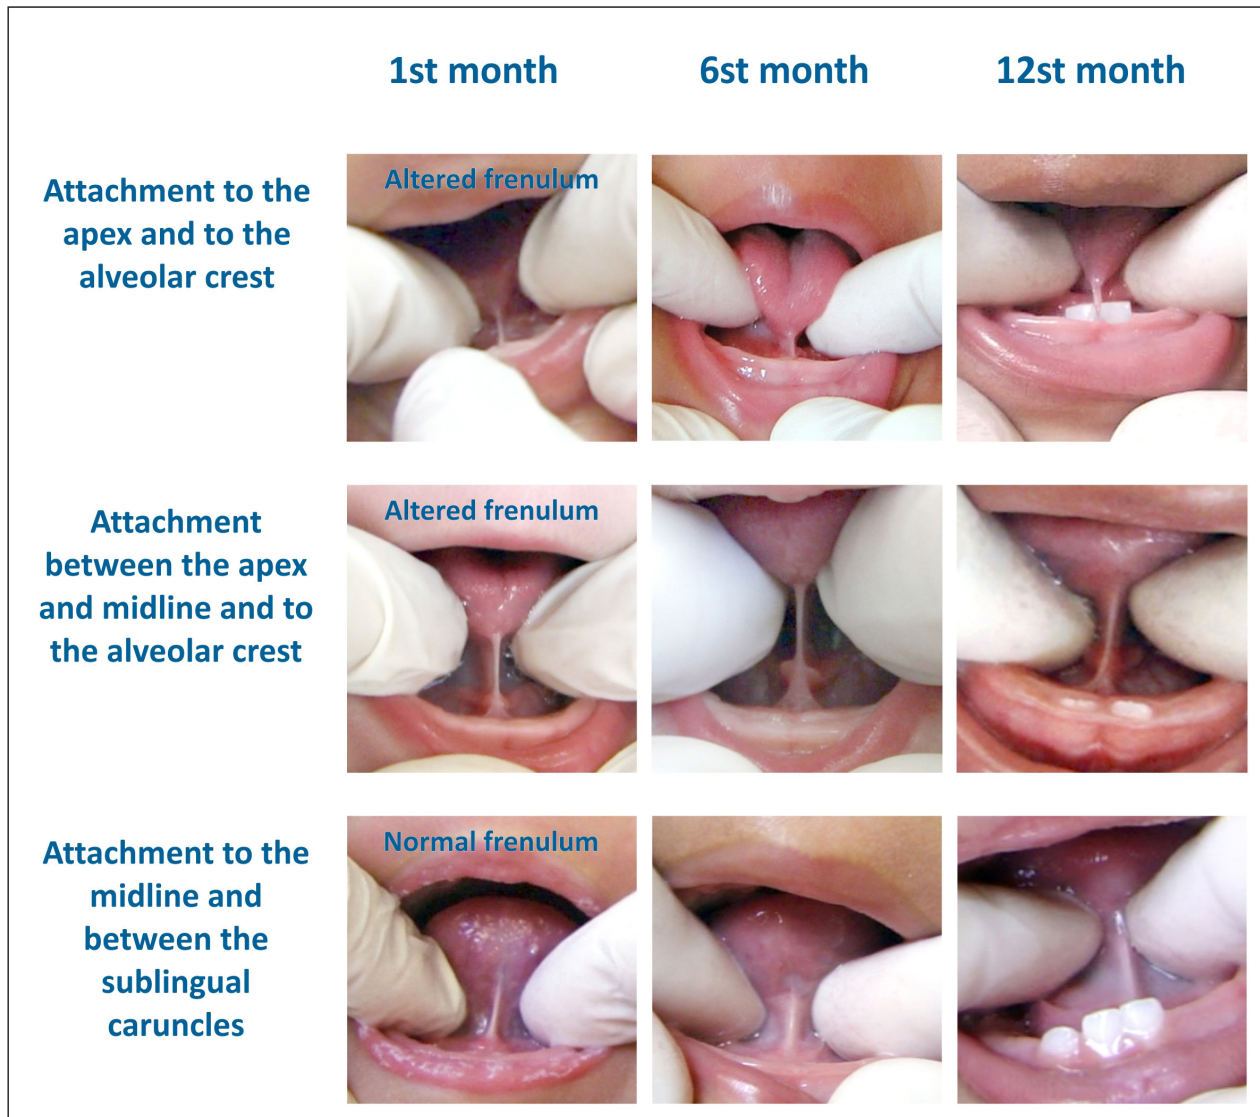 1st month
6st month
12st month
Attachment to the
apex and to the
alveolar crest
Altered frenulum
Attachment
between the apex
and midline and to
the alveolar crest
Altered frenulum
Attachment to the
midline and
between the
sublingual
caruncles
Normal frenulum